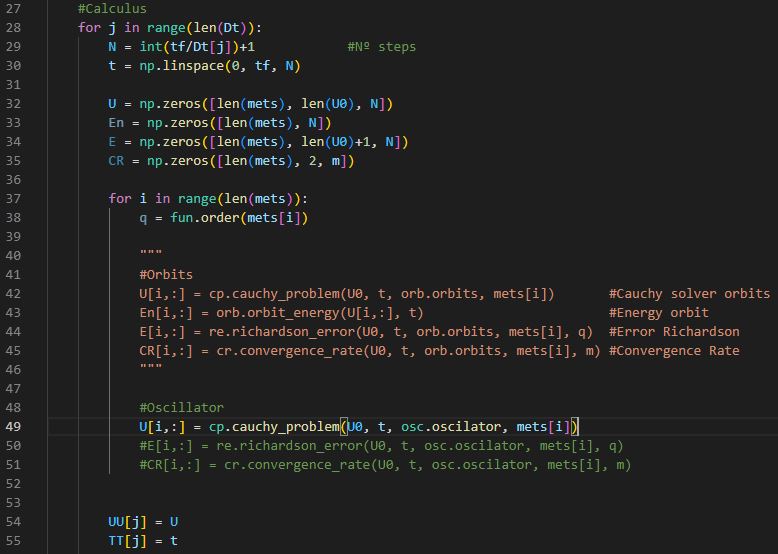 27 #Calculus
28 for j in range(len(Dt)):
29 N = int(tf/Dt[j])+1 #Nº steps
30 t = np.linspace(0, tf, N)
31
32 U = np.zeros([len(mets), len(U0), N])
33 En = np.zeros([len(mets), N])
34 E = np.zeros([len(mets), len(U0)+1, N])
35 CR = np.zeros([len(mets), 2, m])
36
37 for i in range(len(mets)):
38 q = fun.order(mets[i])
39
40 """
41 #Orbits
42 U[i,:] = cp.cauchy_problem(U0, t, orb.orbits, mets[i]) #Cauchy solver orbits
43 En[i,:] = orb.orbit_energy(U[i,:], t) #Energy orbit
44 E[i,:] = re.richardson_error(U0, t, orb.orbits, mets[i], q) #Error Richardson
45 CR[i,:] = cr.convergence_rate(U0, t, orb.orbits, mets[i], m) #Convergence Rate
46 """
47
48 #Oscillator
49 U[i,:] = cp.cauchy_problem(U0, t, osc.oscilator, mets[i])
50 #E[i,:] = re.richardson_error(U0, t, osc.oscilator, mets[i], q)
51 #CR[i,:] = cr.convergence_rate(U0, t, osc.oscilator, mets[i], m)
52
53
54 UU[j] = U
55 TT[j] = t